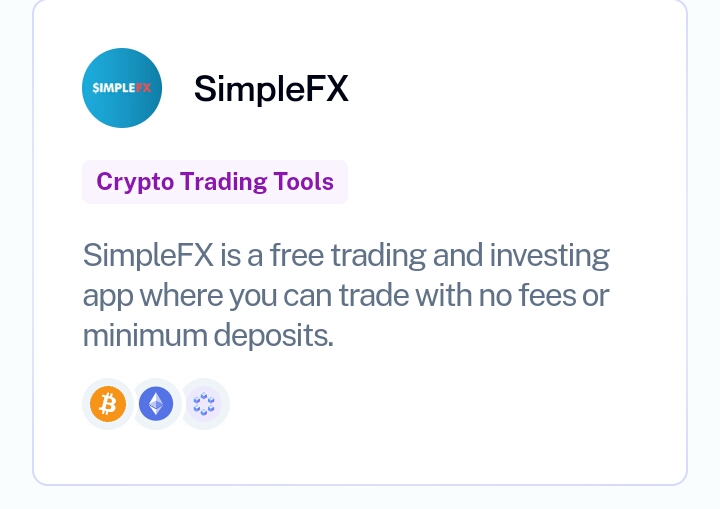 $IMPLEFX
SimpleFX
Crypto Trading Tools
SimpleFX is a free trading and investing
app where you can trade with no fees or
minimum deposits.